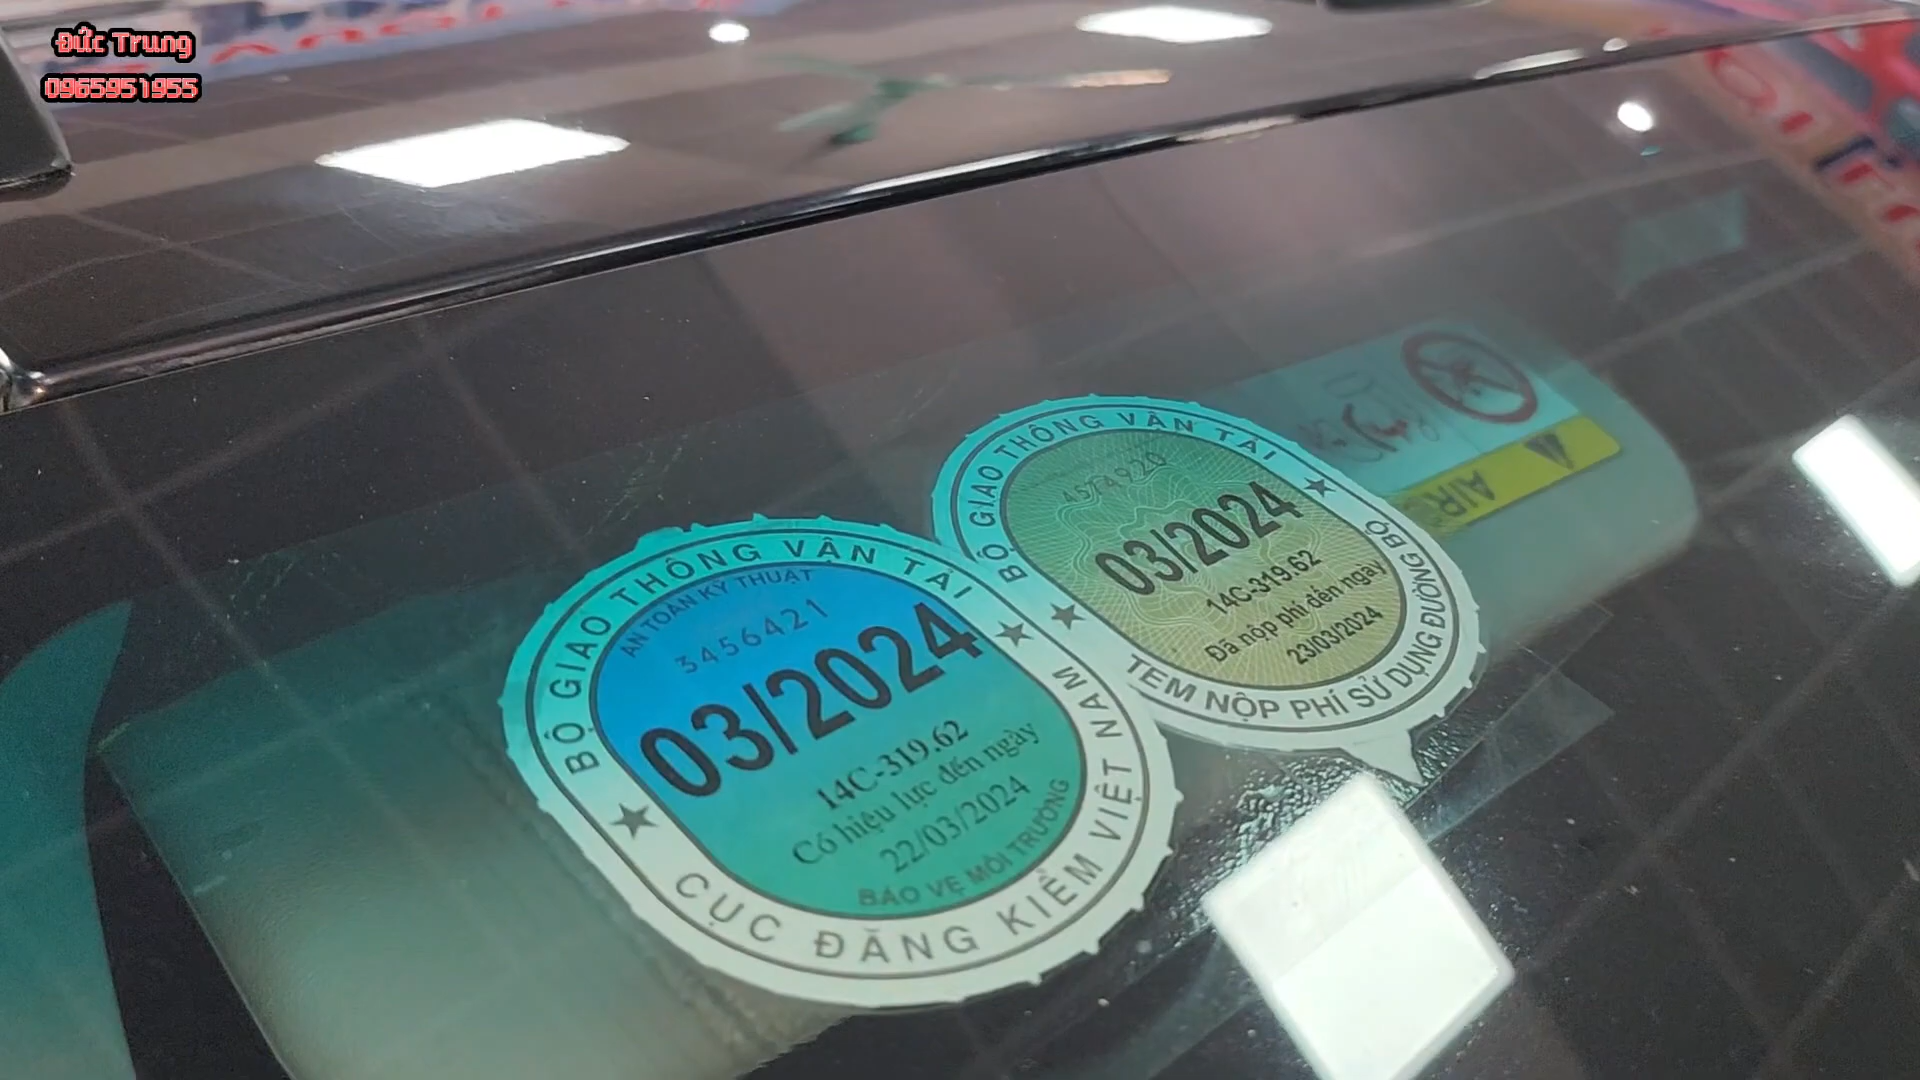 Đức Trung
0965951955
BỘ GIAO THÔNG VẬN TẢI
AN TOÀN KỸ THUẬT
3456421
03/2024
14C-319.62
Có hiệu lực đến ngày
22/03/2024
BẢO VỆ MÔI TRƯỜNG
CỤC ĐĂNG KIỂM VIỆT NAM
BỘ GIAO THÔNG VẬN TẢI
03/2024
14C-319.62
Đã nộp phí đến ngày
23/03/2024
TEM NỘP PHÍ SỬ DỤNG ĐƯỜNG BỘ
AIR